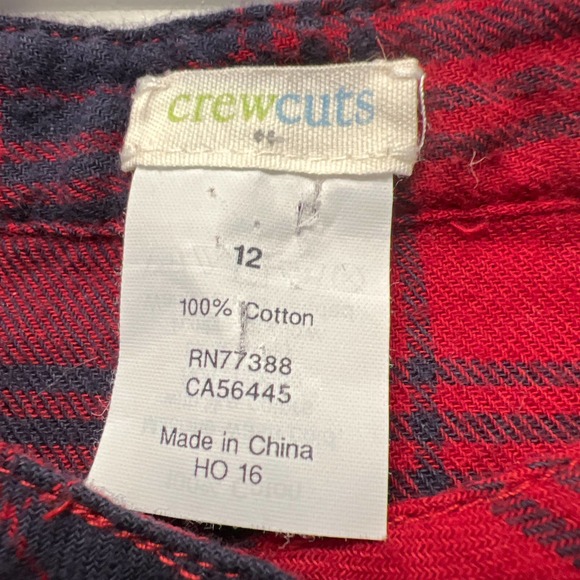 crewcuts
12
100% Cotton
RN77388
CA56445
Made in China
HO 16